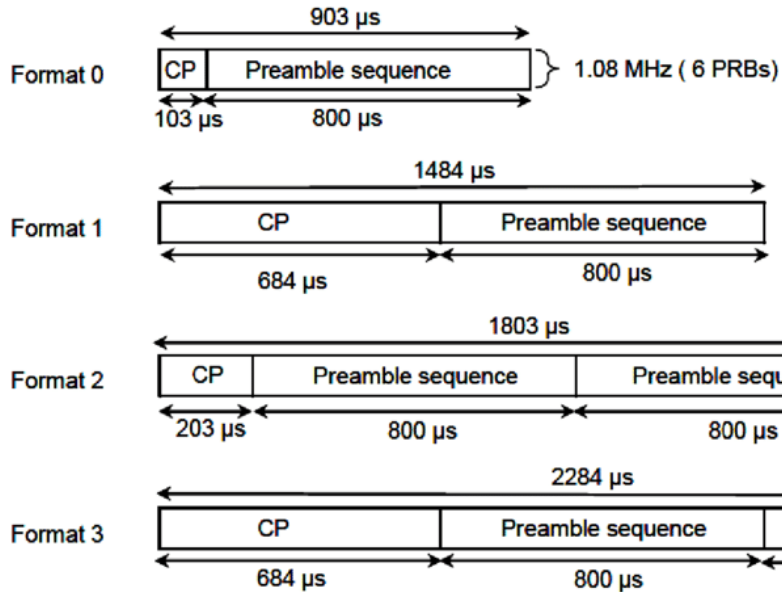 903 µs
Format 0 CP Preamble sequence 1.08 MHz ( 6 PRBs)
103 µs 800 µs
1484 µs
Format 1 CP Preamble sequence
684 µs 800 µs
1803 µs
Format 2 CP Preamble sequence Preamble sequ
203 µs 800 µs 800 µs
2284 µs
Format 3 CP Preamble sequence
684 µs 800 µs